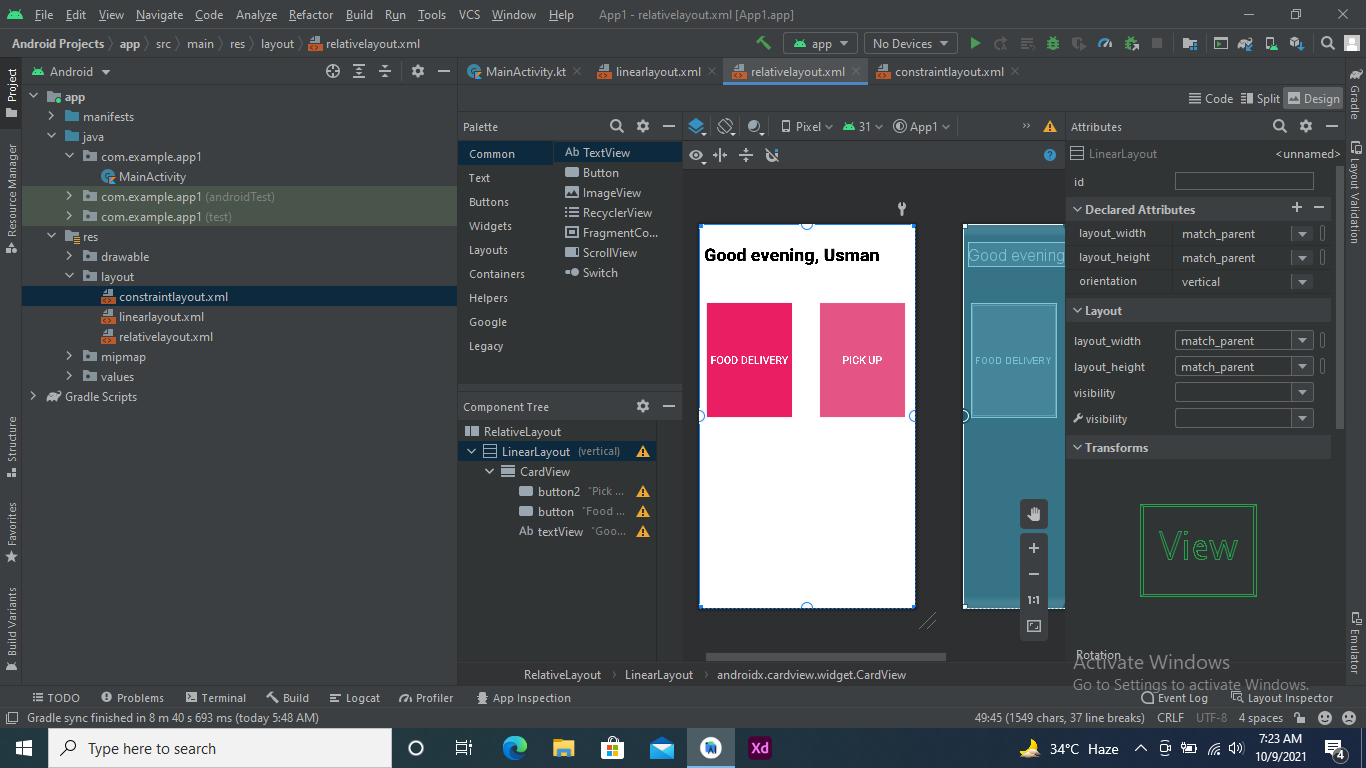 File Edit View Navigate Code Analyze Refactor Build Run Tools VCS Window Help App1 - relativelayout.xml [App1.app]
Android Projects app src main res layout relativelayout.xml app No Devices
Project
Android
MainActivity.kt linearlayout.xml relativelayout.xml constraintlayout.xml
Gradle
app
manifests
java
com.example.app1
MainActivity
com.example.app1 (androidTest)
com.example.app1 (test)
res
drawable
layout
constraintlayout.xml
linearlayout.xml
relativelayout.xml
mipmap
values
Gradle Scripts
Resource Manager
Structure
Favorites
Build Variants
Code Split Design
Palette
Common
Text
Buttons
Widgets
Layouts
Containers
Helpers
Google
Legacy
Ab TextView
Button
ImageView
RecyclerView
FragmentCo...
ScrollView
Switch
Component Tree
RelativeLayout
LinearLayout (vertical)
CardView
button2 "Pick ...
button "Food ...
Ab textView "Goo...
Pixel 31 App1
Good evening, Usman
FOOD DELIVERY PICK UP
Good evening
FOOD DELIVERY
1:1
Attributes
LinearLayout <unnamed>
id
Declared Attributes
layout_width match_parent
layout_height match_parent
orientation vertical
Layout
layout_width match_parent
layout_height match_parent
visibility
visibility
Transforms
View
Rotation
Layout Validation
Emulator
Activate Windows
Go to Settings to activate Windows.
RelativeLayout LinearLayout androidx.cardview.widget.CardView
TODO Problems Terminal Build Logcat Profiler App Inspection Event Log Layout Inspector
Gradle sync finished in 8 m 40 s 693 ms (today 5:48 AM) 49:45 (1549 chars, 37 line breaks) CRLF UTF-8 4 spaces
Type here to search
Xd
34°C Haze
7:23 AM
10/9/2021
4